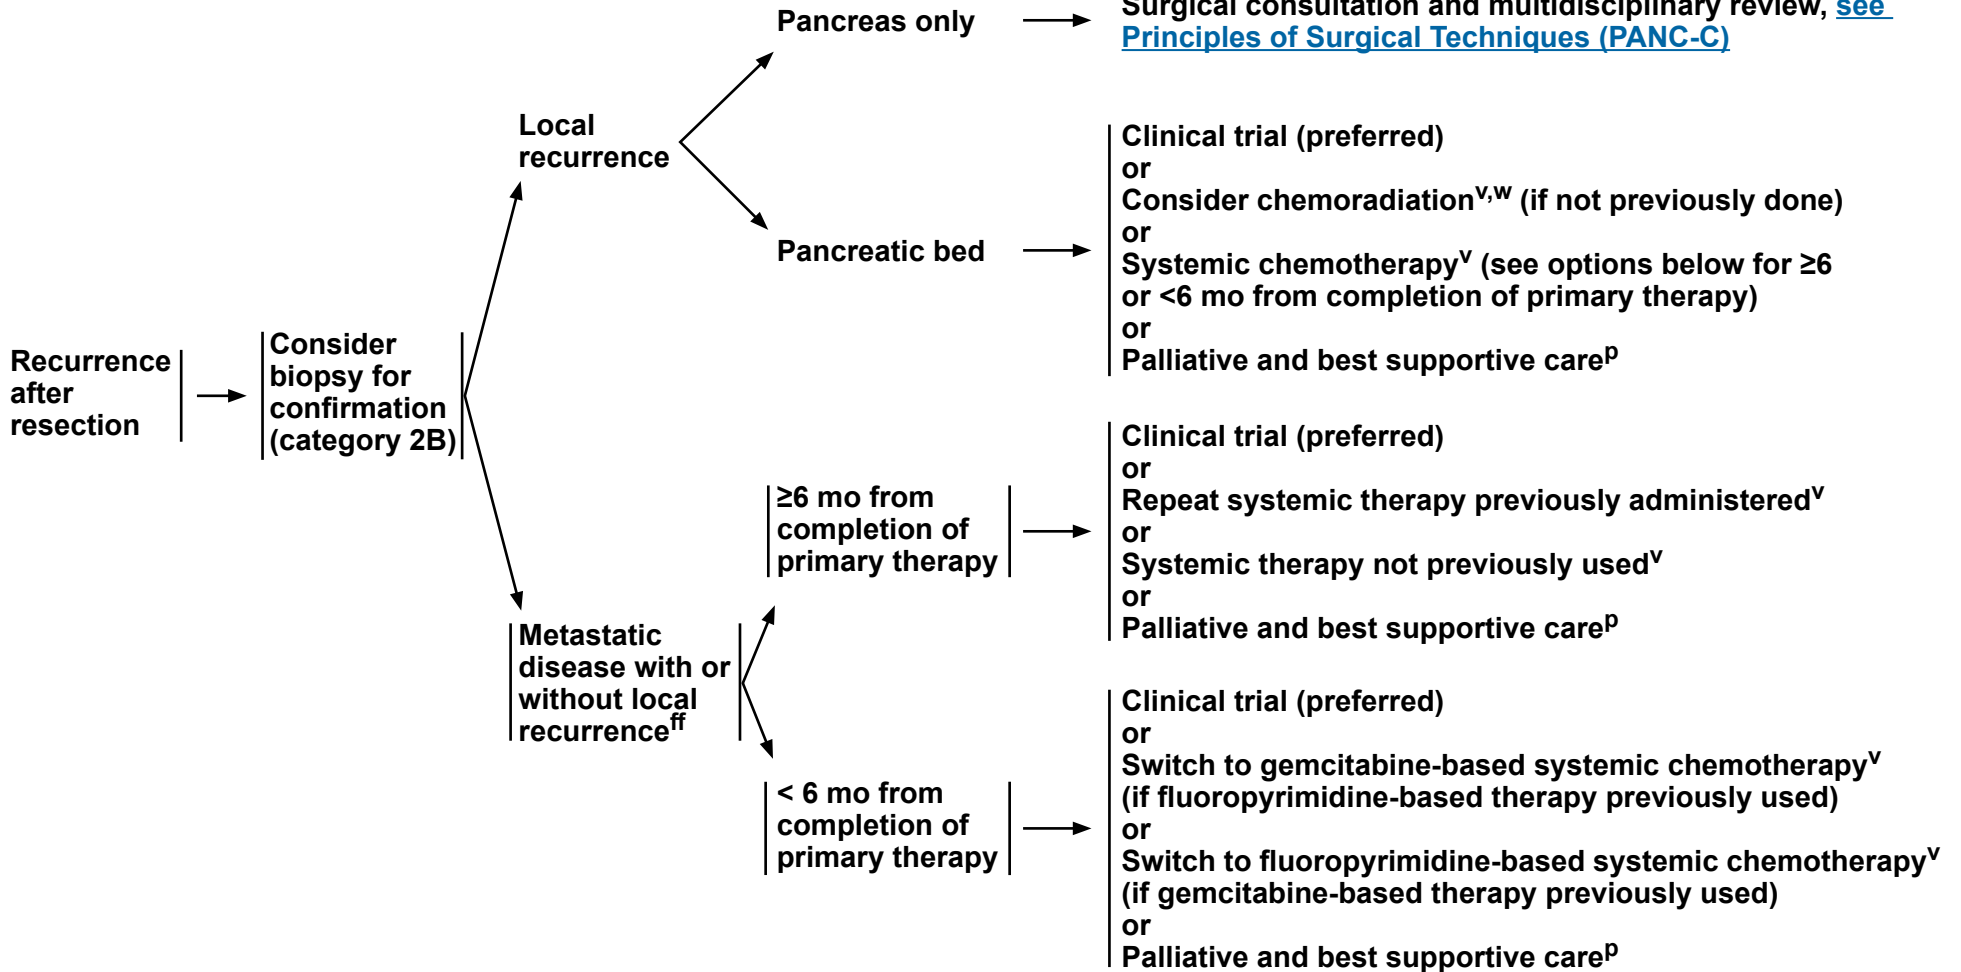 Pancreas only
Surgical consultation and multidisciplinary review, see
Principles of Surgical Techniques (PANC-C)
Local
recurrence
Pancreatic bed
Clinical trial (preferred)
or
Consider chemoradiationv,w (if not previously done)
or
Systemic chemotherapyv (see options below for ≥6
or <6 mo from completion of primary therapy)
or
Palliative and best supportive carep
Recurrence
after
resection
Consider
biopsy for
confirmation
(category 2B)
Metastatic
disease with or
without local
recurrenceff
≥6 mo from
completion of
primary therapy
Clinical trial (preferred)
or
Repeat systemic therapy previously administeredv
or
Systemic therapy not previously usedv
or
Palliative and best supportive carep
< 6 mo from
completion of
primary therapy
Clinical trial (preferred)
or
Switch to gemcitabine-based systemic chemotherapyv
(if fluoropyrimidine-based therapy previously used)
or
Switch to fluoropyrimidine-based systemic chemotherapyv
(if gemcitabine-based therapy previously used)
or
Palliative and best supportive carep